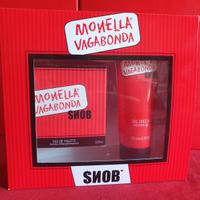 MONELLA
VAGABONDA
MONELLA
VAGABONDA
SNOB
EAU DE TOILETTE
MONELLA
VAGABONDA
SNOB